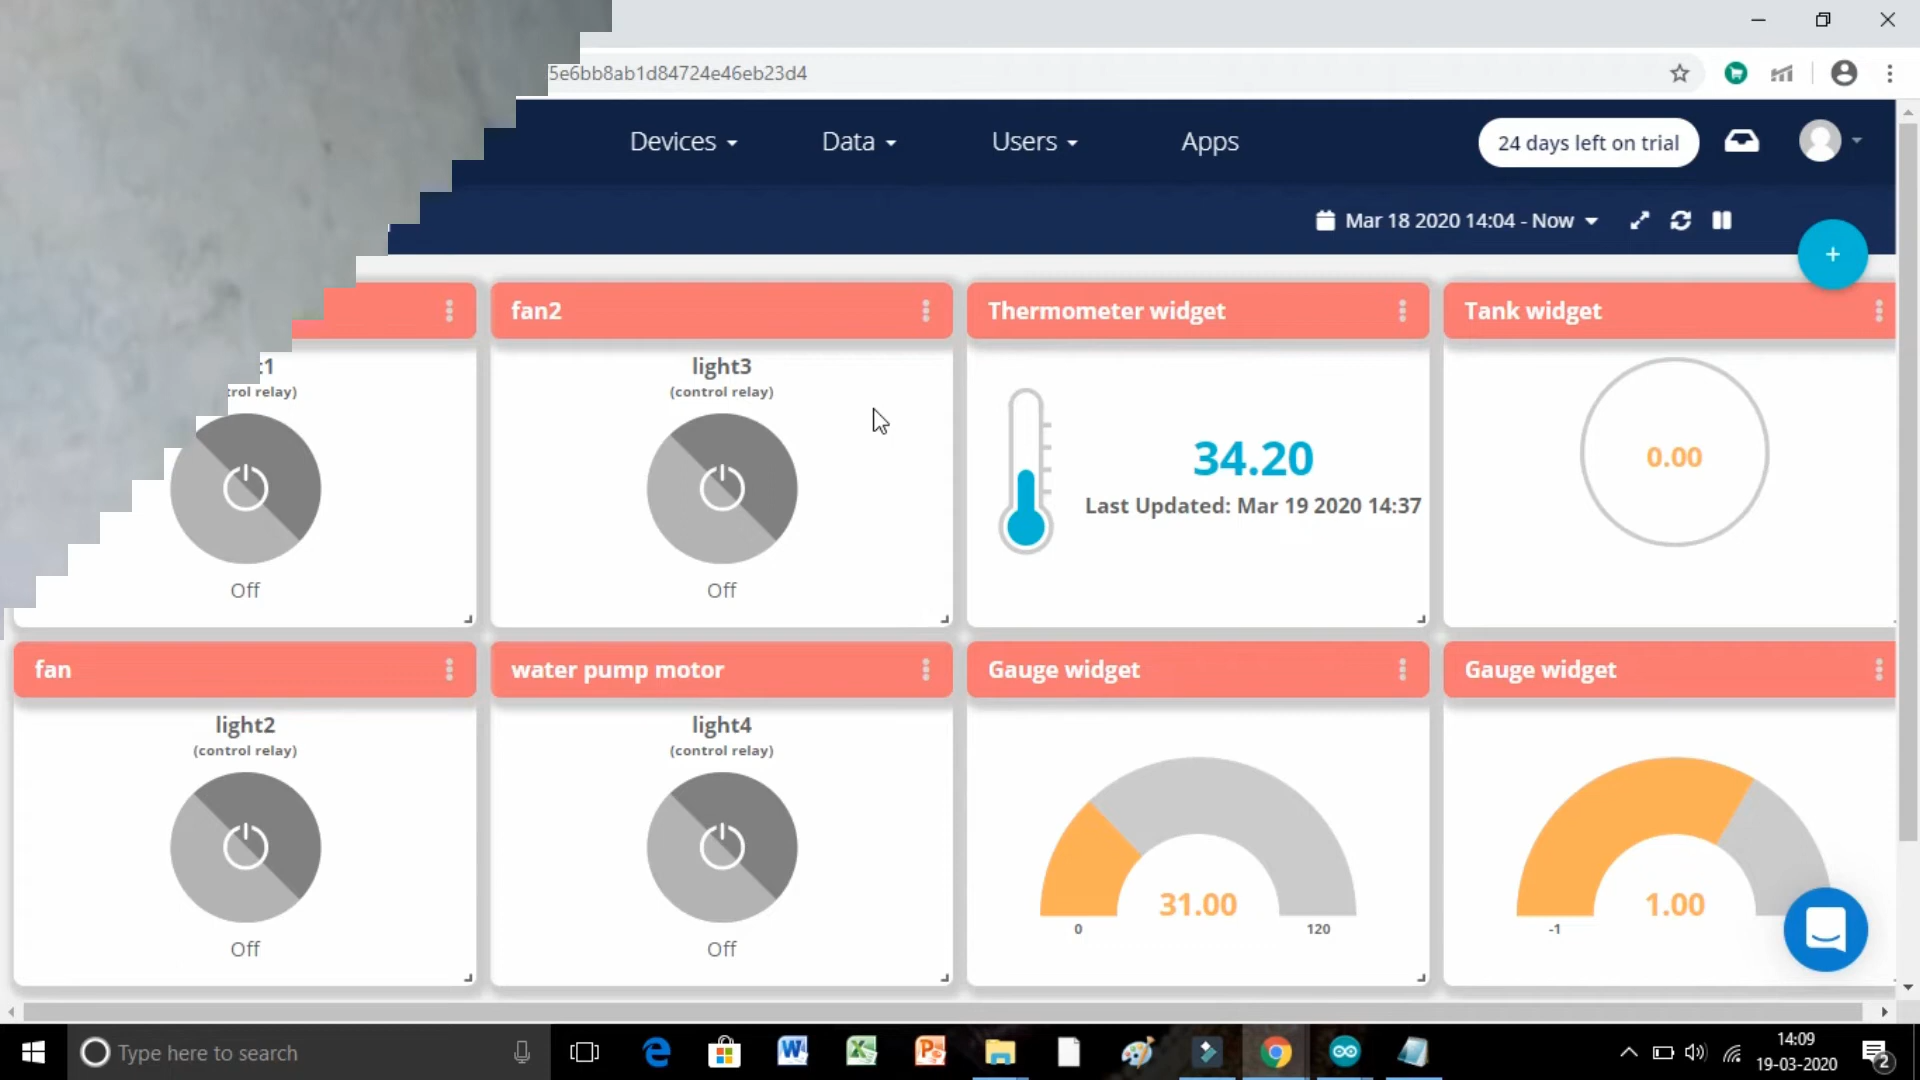 5e6bb8ab1d84724e46eb23d4
Devices Data Users Apps 24 days left on trial
Mar 18 2020 14:04 - Now
+
fan2 Thermometer widget Tank widget
light3
(control relay)
relay)
34.20
Last Updated: Mar 19 2020 14:37
0.00
Off Off
fan water pump motor Gauge widget Gauge widget
light2 light4
(control relay) (control relay)
31.00 1.00
0 120 -1
Off Off
Type here to search
14:09
19-03-2020
2